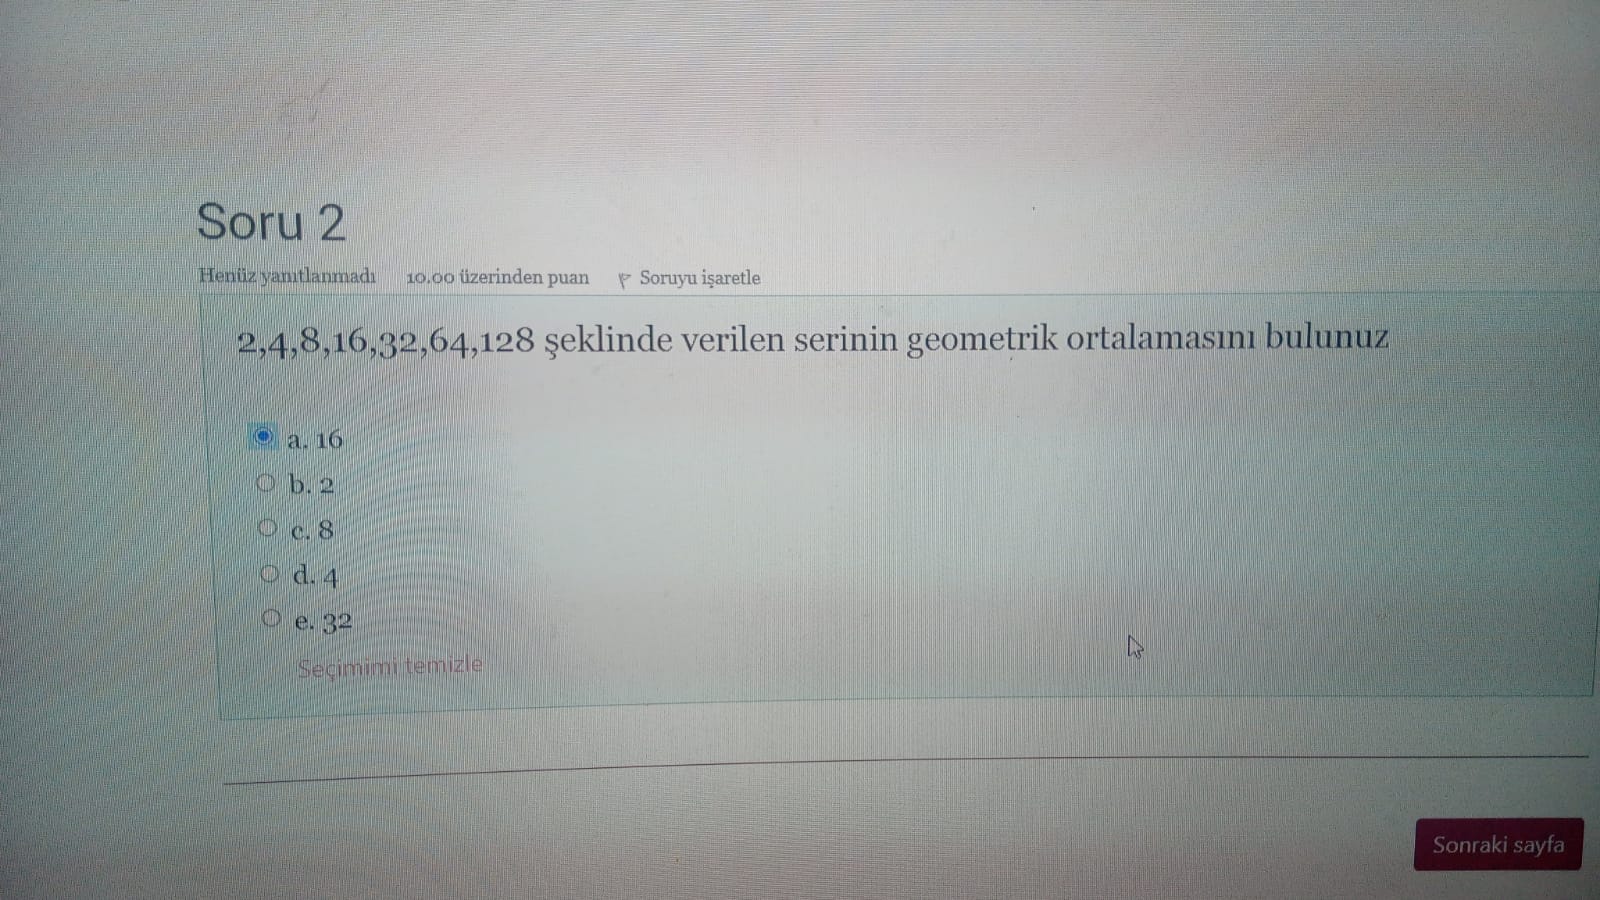 Soru 2
Henüz yanıtlanmadı 10.00 üzerinden puan Soruyu işaretle
2,4,8,16,32,64,128 şeklinde verilen serinin geometrik ortalamasını bulunuz
a. 16
b. 2
c. 8
d. 4
e. 32
Seçimimi temizle
Sonraki sayfa